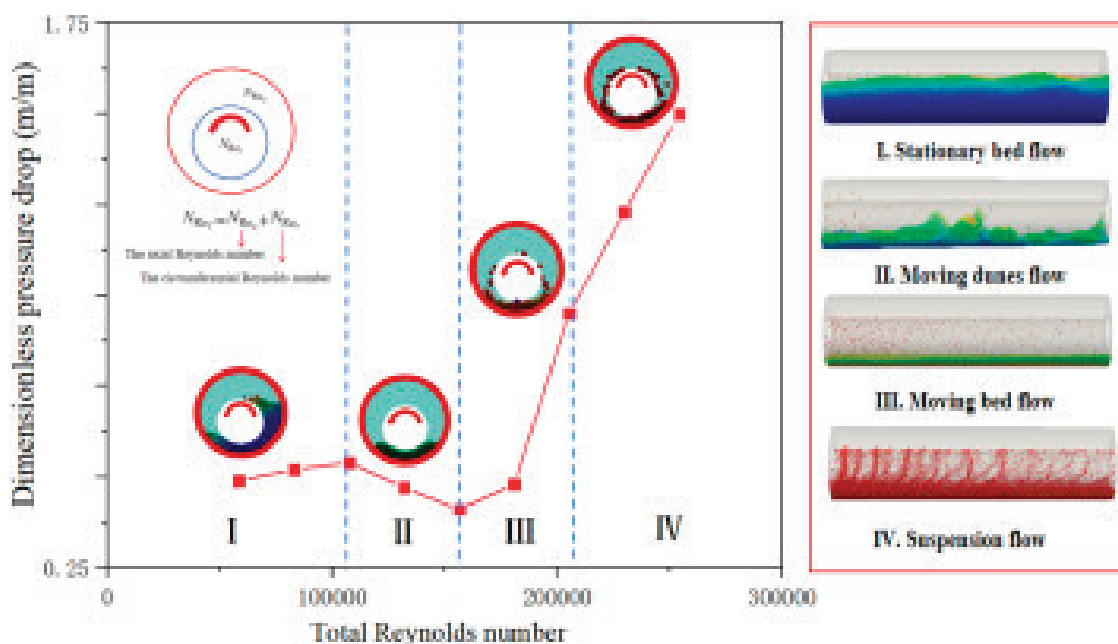 1.75
Dimensionless pressure drop (m/m)
The axial Reynolds number
The circumferential Reynolds number
I
II
III
IV
0.25
0
100000
200000
300000
Total Reynolds number
I. Stationary bed flow
II. Moving dunes flow
III. Moving bed flow
IV. Suspension flow